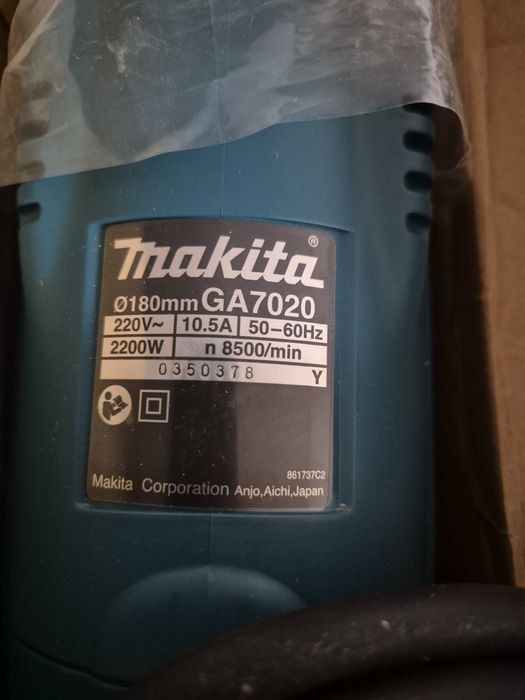 makita®
Ø180mm GA7020
220V~ 10.5A 50–60Hz
2200W n 8500/min
0350378 Y
861737C2
Makita Corporation Anjo,Aichi,Japan